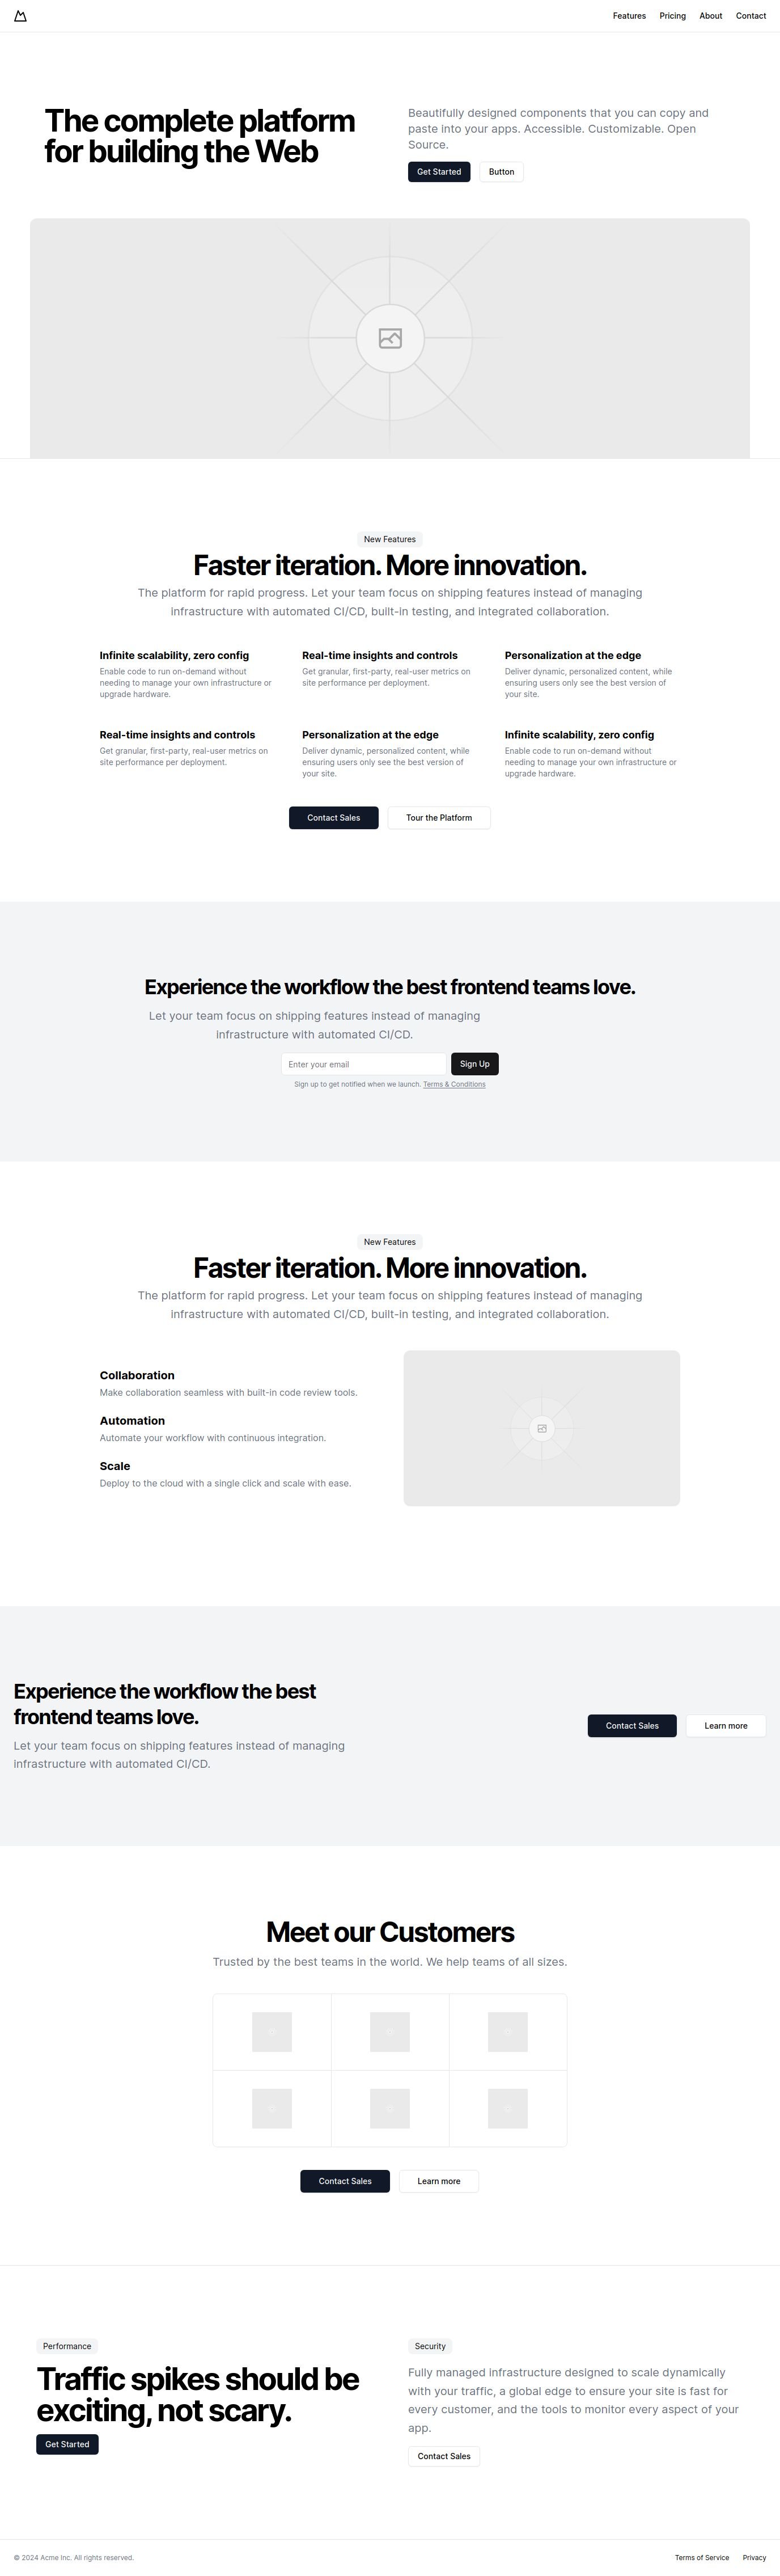 Features Pricing About Contact
The complete platform
for building the Web
Beautifully designed components that you can copy and
paste into your apps. Accessible. Customizable. Open
Source.
Get Started Button
New Features
Faster iteration. More innovation.
The platform for rapid progress. Let your team focus on shipping features instead of managing
infrastructure with automated CI/CD, built-in testing, and integrated collaboration.
Infinite scalability, zero config
Enable code to run on-demand without
needing to manage your own infrastructure or
upgrade hardware.
Real-time insights and controls
Get granular, first-party, real-user metrics on
site performance per deployment.
Personalization at the edge
Deliver dynamic, personalized content, while
ensuring users only see the best version of
your site.
Real-time insights and controls
Get granular, first-party, real-user metrics on
site performance per deployment.
Personalization at the edge
Deliver dynamic, personalized content, while
ensuring users only see the best version of
your site.
Infinite scalability, zero config
Enable code to run on-demand without
needing to manage your own infrastructure or
upgrade hardware.
Contact Sales Tour the Platform
Experience the workflow the best frontend teams love.
Let your team focus on shipping features instead of managing
infrastructure with automated CI/CD.
Enter your email Sign Up
Sign up to get notified when we launch. Terms & Conditions
New Features
Faster iteration. More innovation.
The platform for rapid progress. Let your team focus on shipping features instead of managing
infrastructure with automated CI/CD, built-in testing, and integrated collaboration.
Collaboration
Make collaboration seamless with built-in code review tools.
Automation
Automate your workflow with continuous integration.
Scale
Deploy to the cloud with a single click and scale with ease.
Experience the workflow the best
frontend teams love.
Let your team focus on shipping features instead of managing
infrastructure with automated CI/CD.
Contact Sales Learn more
Meet our Customers
Trusted by the best teams in the world. We help teams of all sizes.
Contact Sales Learn more
Performance
Traffic spikes should be
exciting, not scary.
Get Started
Security
Fully managed infrastructure designed to scale dynamically
with your traffic, a global edge to ensure your site is fast for
every customer, and the tools to monitor every aspect of your
app.
Contact Sales
© 2024 Acme Inc. All rights reserved.
Terms of Service Privacy